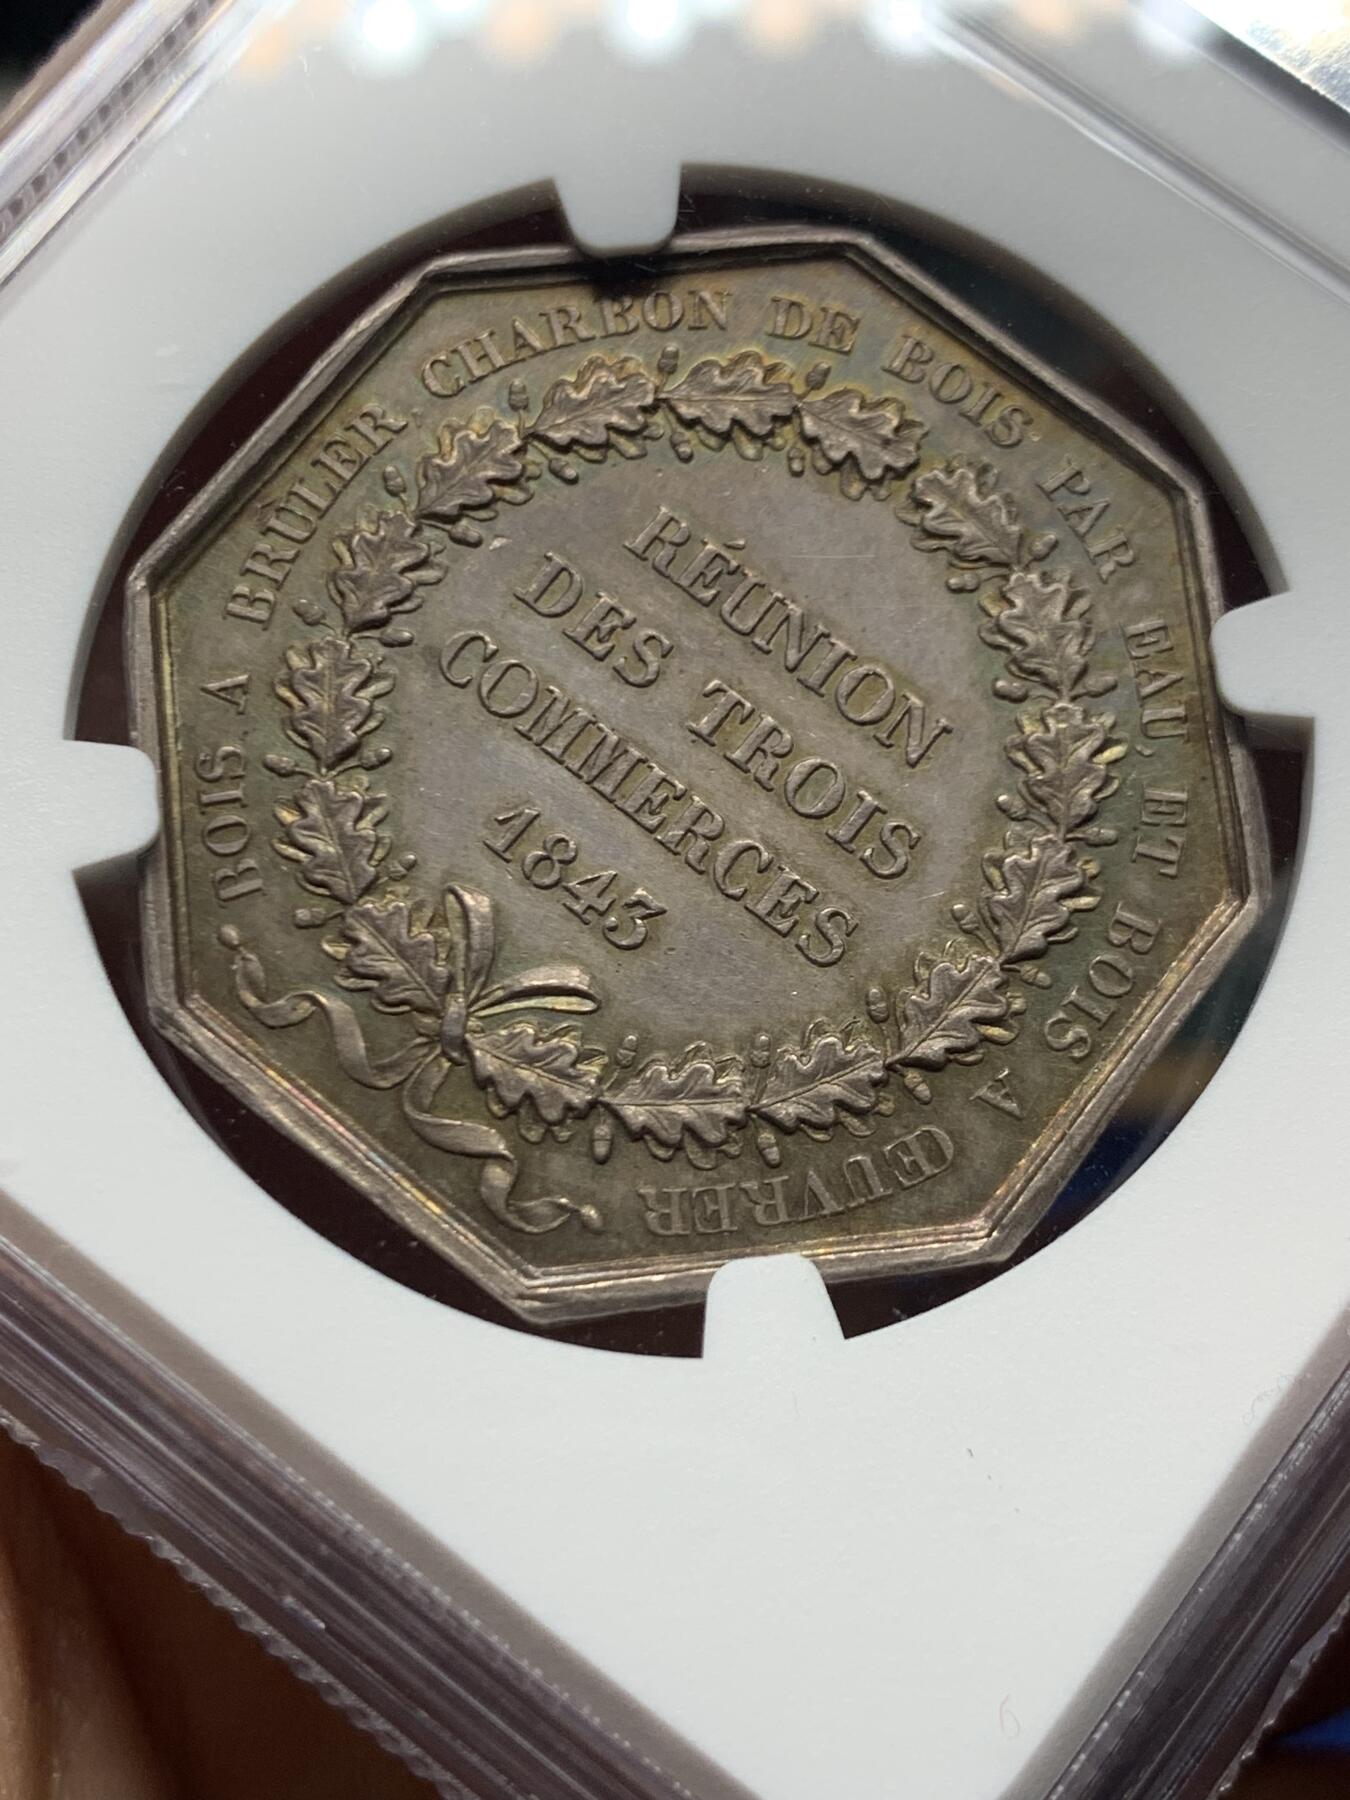 BOIS A BRÛLER, CHARBON DE BOIS PAR EAU, ET BOIS A ŒUVRER
RÉUNION
DES TROIS
COMMERCES
1843